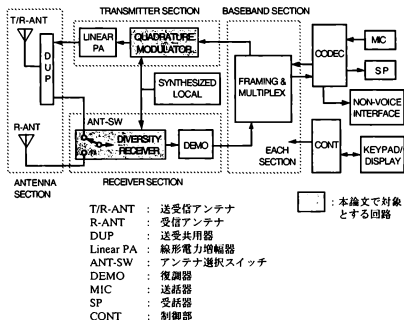 TRANSMITTER SECTION
BASEBAND SECTION
T/R-ANT
LINEAR
PA
QUADRATURE
MODULATOR
DUP
SYNTHESIZED
LOCAL
FRAMING &
MULTIPLEX
CODEC
MIC
SP
NON-VOICE
INTERFACE
R-ANT
ANT-SW
DIVERSITY
RECEIVER
DEMO
EACH
SECTION
CONT
KEYPAD/
DISPLAY
ANTENNA
SECTION
RECEIVER SECTION
T/R-ANT : 送受信アンテナ
R-ANT : 受信アンテナ
DUP : 送受共用器
Linear PA : 線形電力増幅器
ANT-SW : アンテナ選択スイッチ
DEMO : 復調器
MIC : 送話器
SP : 受話器
CONT : 制御部
: 本論文で対象
とする回路